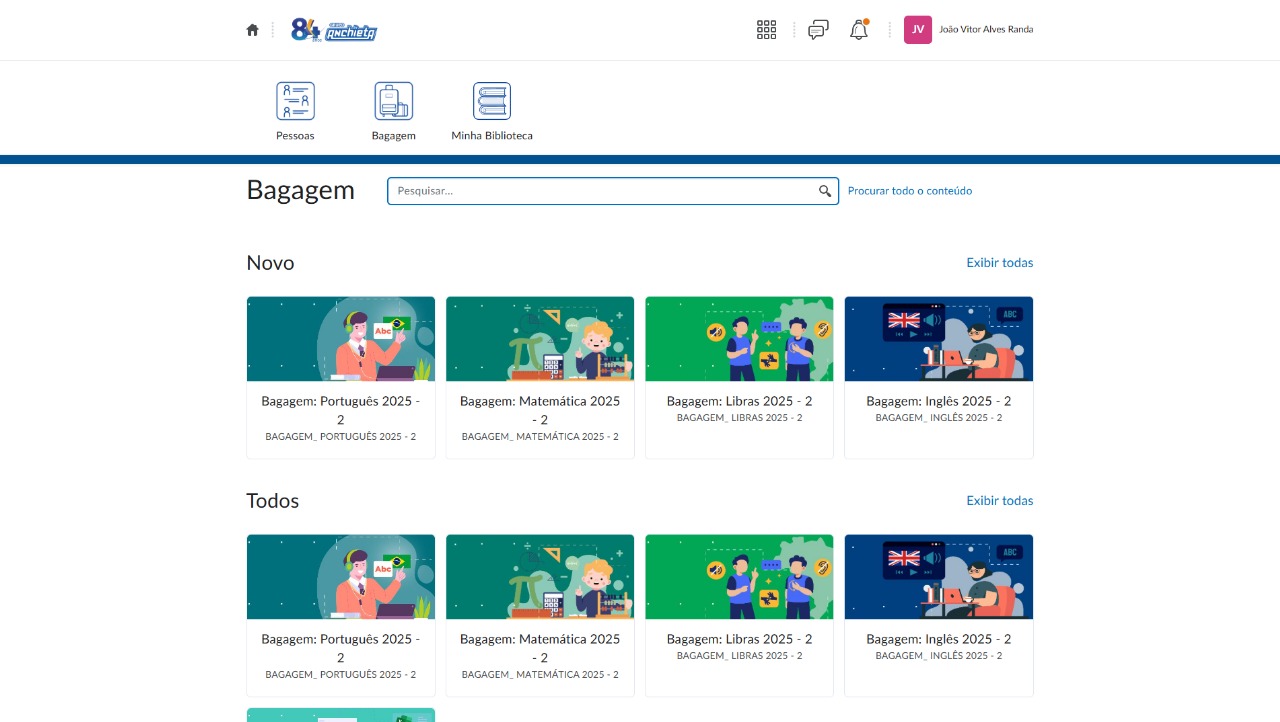 84
GRUPO
Anchieta
JV
João Vitor Alves Randa
Pessoas
Bagagem
Minha Biblioteca
Bagagem
Pesquisar...
Procurar todo o conteúdo
Novo
Exibir todas
Abc
ABC
Bagagem: Português 2025 -
2
BAGAGEM_ PORTUGUÊS 2025 - 2
Bagagem: Matemática 2025
- 2
BAGAGEM_ MATEMÁTICA 2025 - 2
Bagagem: Libras 2025 - 2
BAGAGEM_ LIBRAS 2025 - 2
Bagagem: Inglês 2025 - 2
BAGAGEM_ INGLÊS 2025 - 2
Todos
Exibir todas
Abc
ABC
Bagagem: Português 2025 -
2
BAGAGEM_ PORTUGUÊS 2025 - 2
Bagagem: Matemática 2025
- 2
BAGAGEM_ MATEMÁTICA 2025 - 2
Bagagem: Libras 2025 - 2
BAGAGEM_ LIBRAS 2025 - 2
Bagagem: Inglês 2025 - 2
BAGAGEM_ INGLÊS 2025 - 2